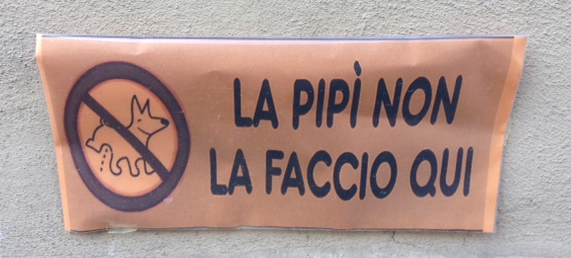 LA PIPÌ NON
LA FACCIO QUI